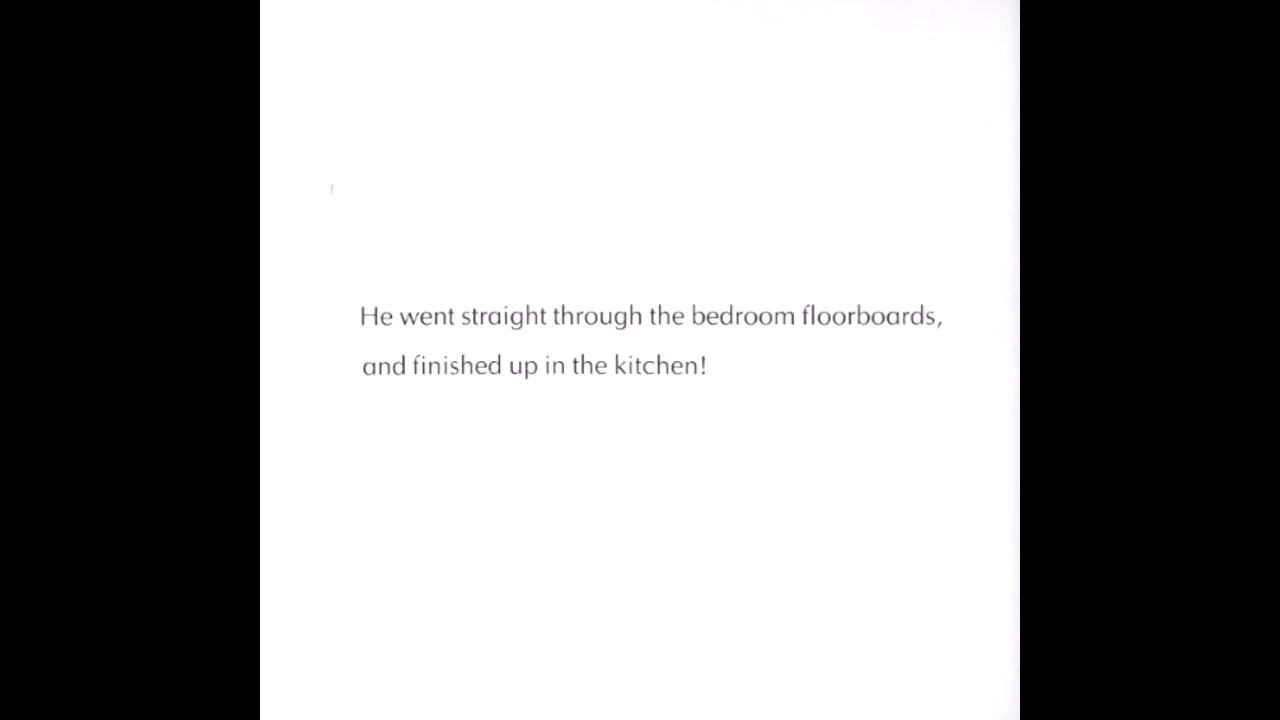 He went straight through the bedroom floorboards,
and finished up in the kitchen!